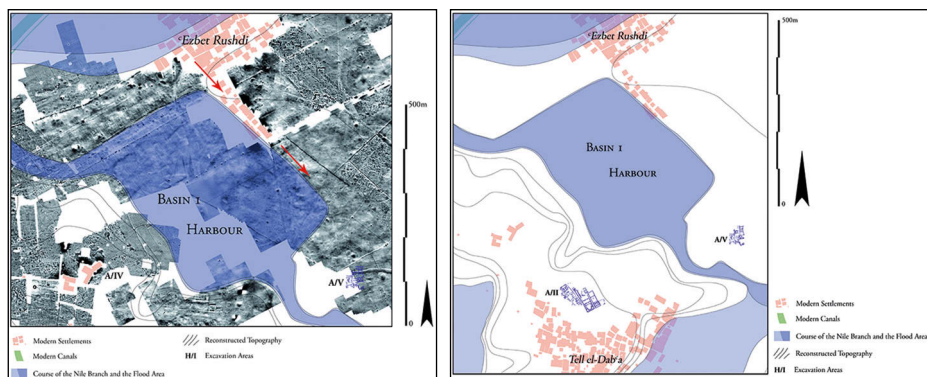 Ezbet Rushdi
500m
BASIN 1
HARBOUR
A/IV
A/V
0
Modern Settlements
Modern Canals
Course of the Nile Branch and the Flood Area
Reconstructed Topography
H/I Excavation Areas
Ezbet Rushdi
500m
BASIN 1
HARBOUR
0
A/V
A/II
Tell el-Dabʿa
Modern Settlements
Modern Canals
Course of the Nile Branch and the Flood Area
Reconstructed Topography
H/I Excavation Areas